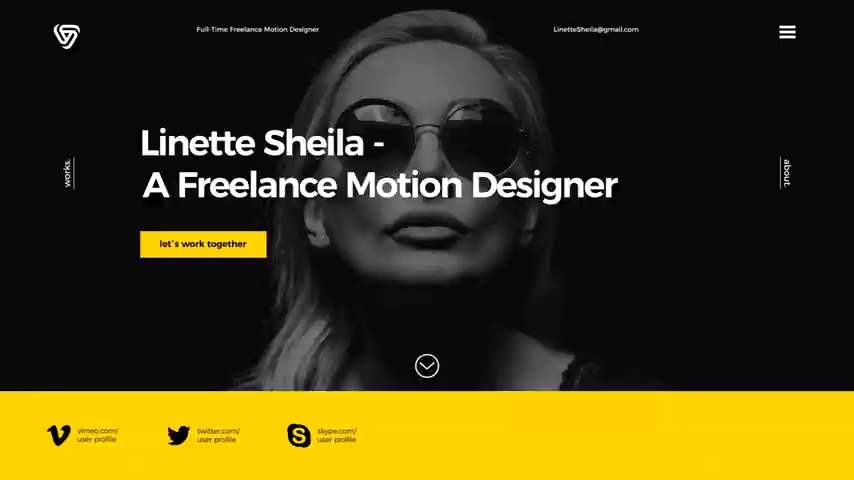 Full-Time Freelance Motion Designer
LinetteSheila@gmail.com
works.
Linette Sheila -
A Freelance Motion Designer
about.
let`s work together
vimeo.com/
user profile
twitter.com/
user profile
skype.com/
user profile